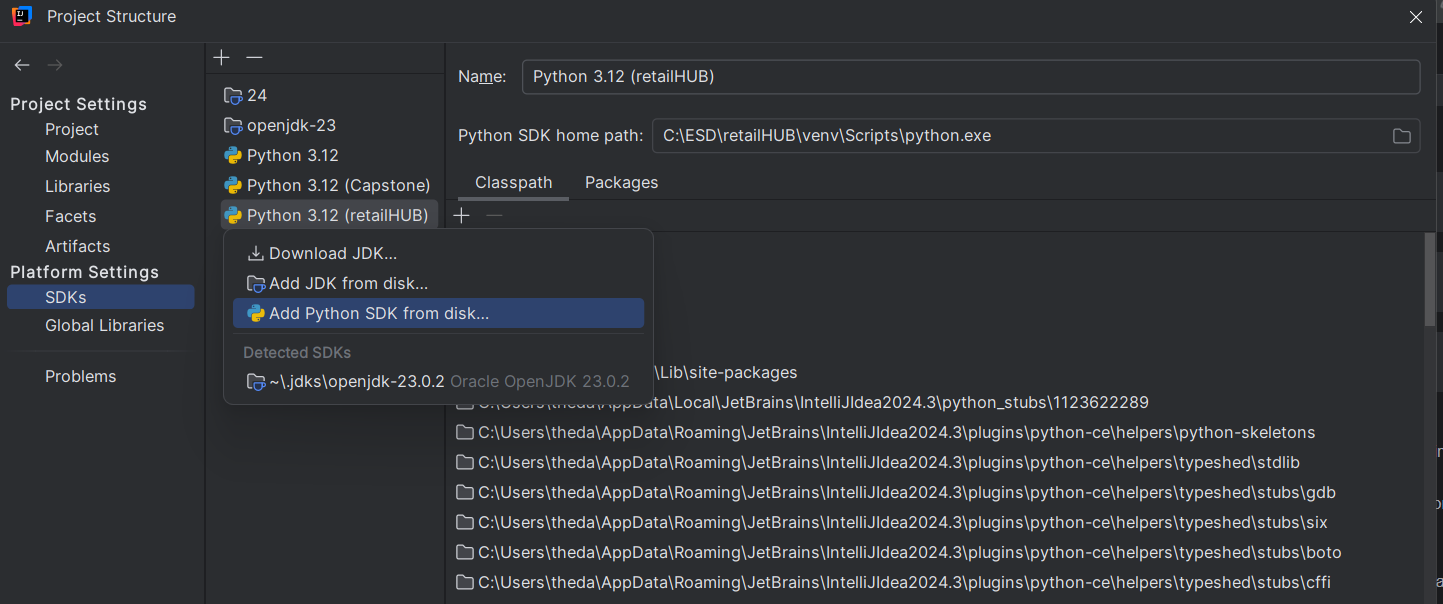 Project Structure
Project Settings
Project
Modules
Libraries
Facets
Artifacts
Platform Settings
SDKs
Global Libraries
Problems
24
openjdk-23
Python 3.12
Python 3.12 (Capstone)
Python 3.12 (retailHUB)
Download JDK...
Add JDK from disk...
Add Python SDK from disk...
Detected SDKs
~\.jdks\openjdk-23.0.2 Oracle OpenJDK 23.0.2
Name: Python 3.12 (retailHUB)
Python SDK home path: C:\ESD\retailHUB\venv\Scripts\python.exe
Classpath Packages
\Lib\site-packages
C:\Users\theda\AppData\Local\JetBrains\IntelliJIdea2024.3\python_stubs\1123622289
C:\Users\theda\AppData\Roaming\JetBrains\IntelliJIdea2024.3\plugins\python-ce\helpers\python-skeletons
C:\Users\theda\AppData\Roaming\JetBrains\IntelliJIdea2024.3\plugins\python-ce\helpers\typeshed\stdlib
C:\Users\theda\AppData\Roaming\JetBrains\IntelliJIdea2024.3\plugins\python-ce\helpers\typeshed\stubs\gdb
C:\Users\theda\AppData\Roaming\JetBrains\IntelliJIdea2024.3\plugins\python-ce\helpers\typeshed\stubs\six
C:\Users\theda\AppData\Roaming\JetBrains\IntelliJIdea2024.3\plugins\python-ce\helpers\typeshed\stubs\boto
C:\Users\theda\AppData\Roaming\JetBrains\IntelliJIdea2024.3\plugins\python-ce\helpers\typeshed\stubs\cffi